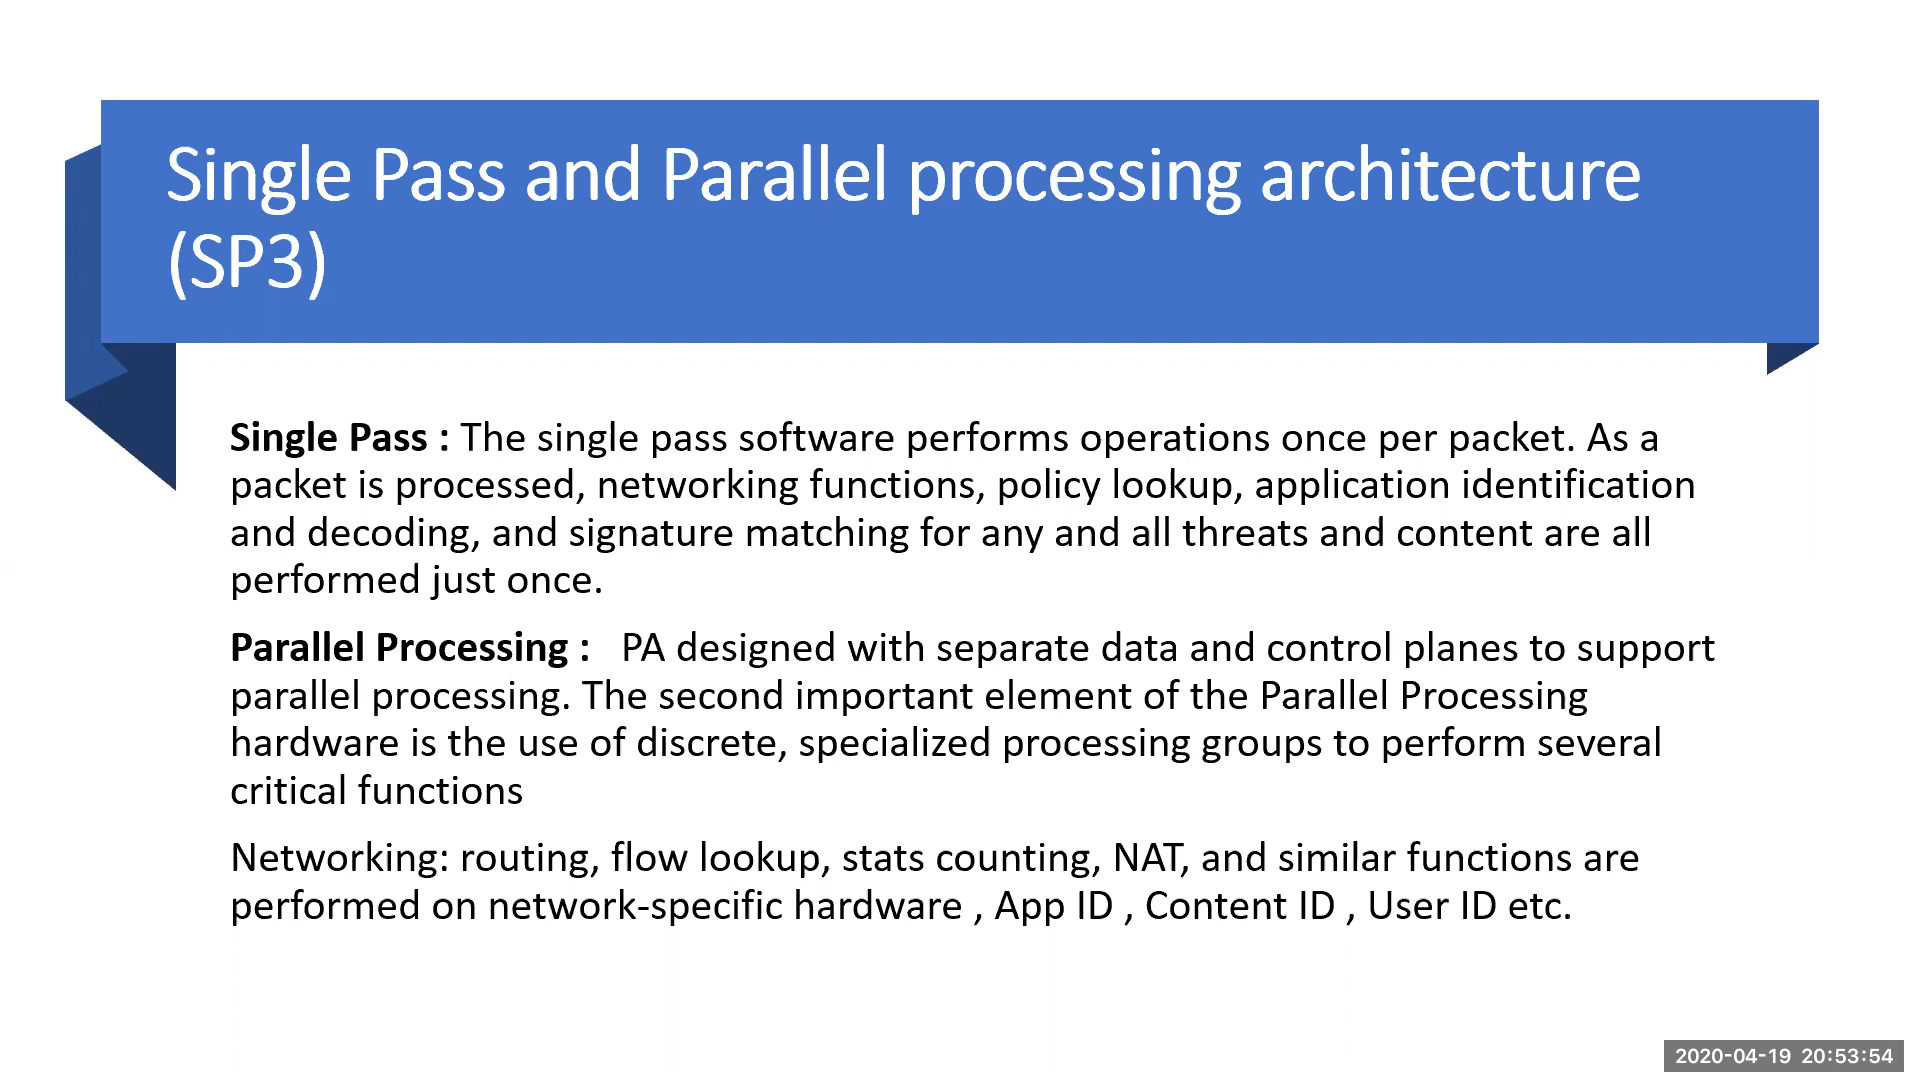 Single Pass and Parallel processing architecture
(SP3)
Single Pass : The single pass software performs operations once per packet. As a
packet is processed, networking functions, policy lookup, application identification
and decoding, and signature matching for any and all threats and content are all
performed just once.
Parallel Processing :   PA designed with separate data and control planes to support
parallel processing. The second important element of the Parallel Processing
hardware is the use of discrete, specialized processing groups to perform several
critical functions
Networking: routing, flow lookup, stats counting, NAT, and similar functions are
performed on network-specific hardware , App ID , Content ID , User ID etc.
2020-04-19 20:53:54